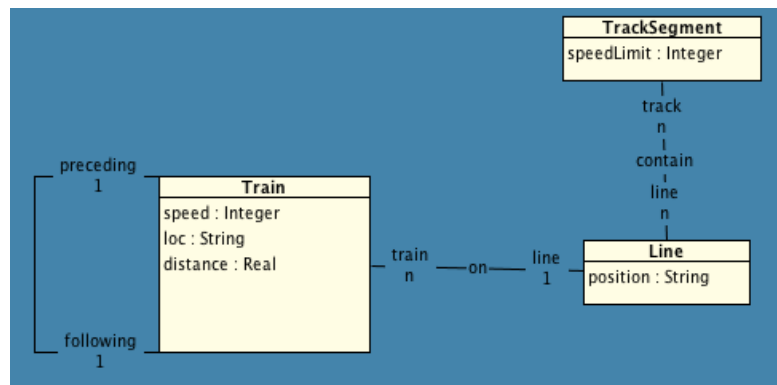 TrackSegment
speedLimit : Integer
track
n
contain
line
n
preceding
1
Train
speed : Integer
loc : String
distance : Real
following
1
train
n
on
line
1
Line
position : String